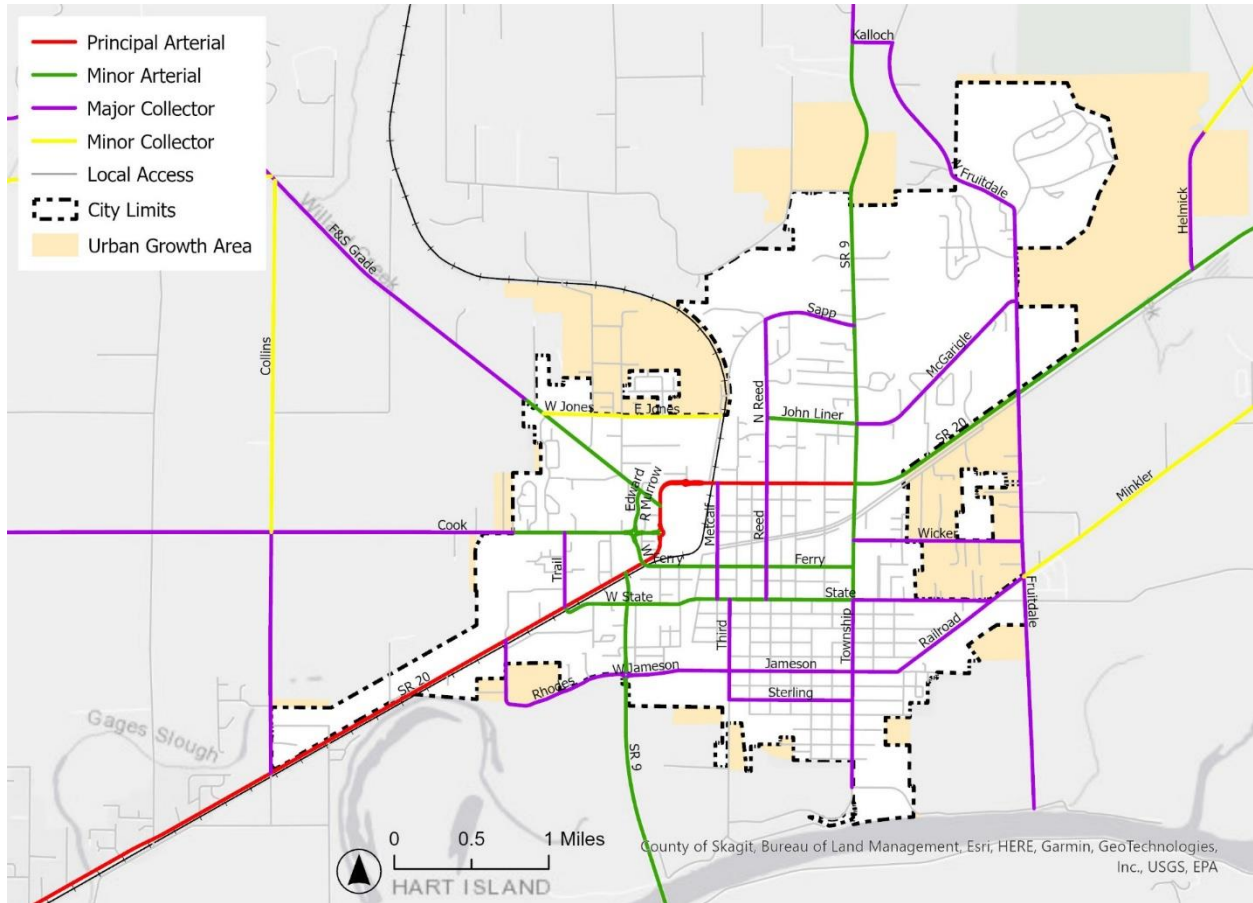 Principal Arterial
Minor Arterial
Major Collector
Minor Collector
Local Access
City Limits
Urban Growth Area
Kalloch
Fruitdale
Helmick
F&S Grade
SR 9
Collins
Sapp
McGarigle
W Jones
E Jones
N Reed
John Liner
SR 20
Edward
R Murrow
Minkler
Cook
Metcalf
Reed
Wicker
Trail
W Ferry
Ferry
W State
State
Fruitdale
Third
Township
Railroad
W Jameson
Jameson
Rhodes
Sterling
SR 20
Gages Slough
SR 9
0 0.5 1 Miles
County of Skagit, Bureau of Land Management, Esri, HERE, Garmin, GeoTechnologies,
Inc., USGS, EPA
HART ISLAND